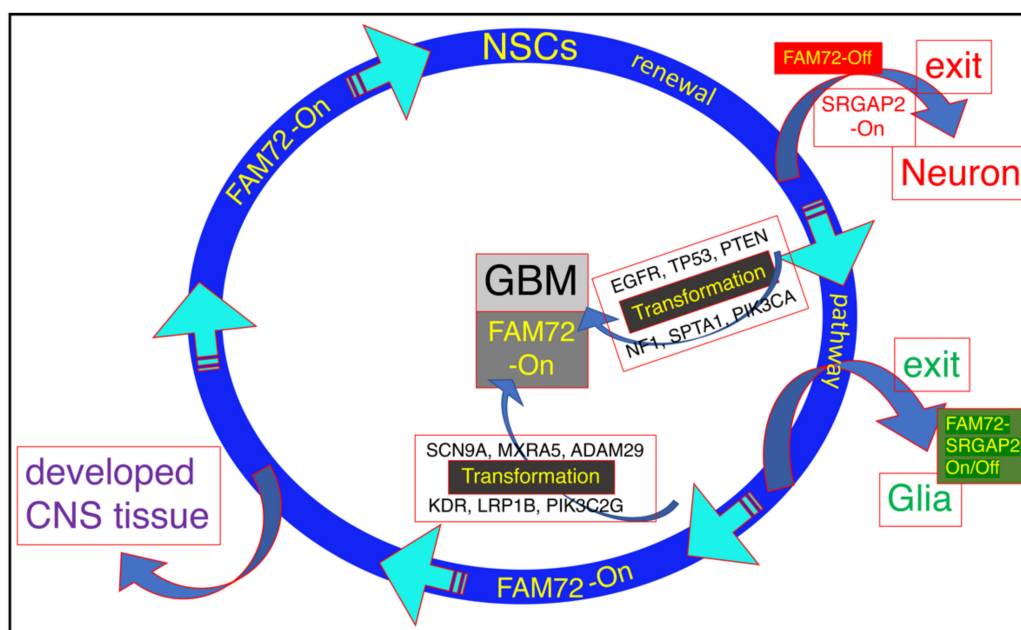 NSCs
renewal
FAM72-Off
exit
SRGAP2
-On
Neuron
FAM72-On
EGFR, TP53, PTEN
Transformation
NF1, SPTA1, PIK3CA
GBM
FAM72
-On
pathway
exit
FAM72-
SRGAP2
On/Off
Glia
SCN9A, MXRA5, ADAM29
Transformation
KDR, LRP1B, PIK3C2G
developed
CNS tissue
FAM72-On